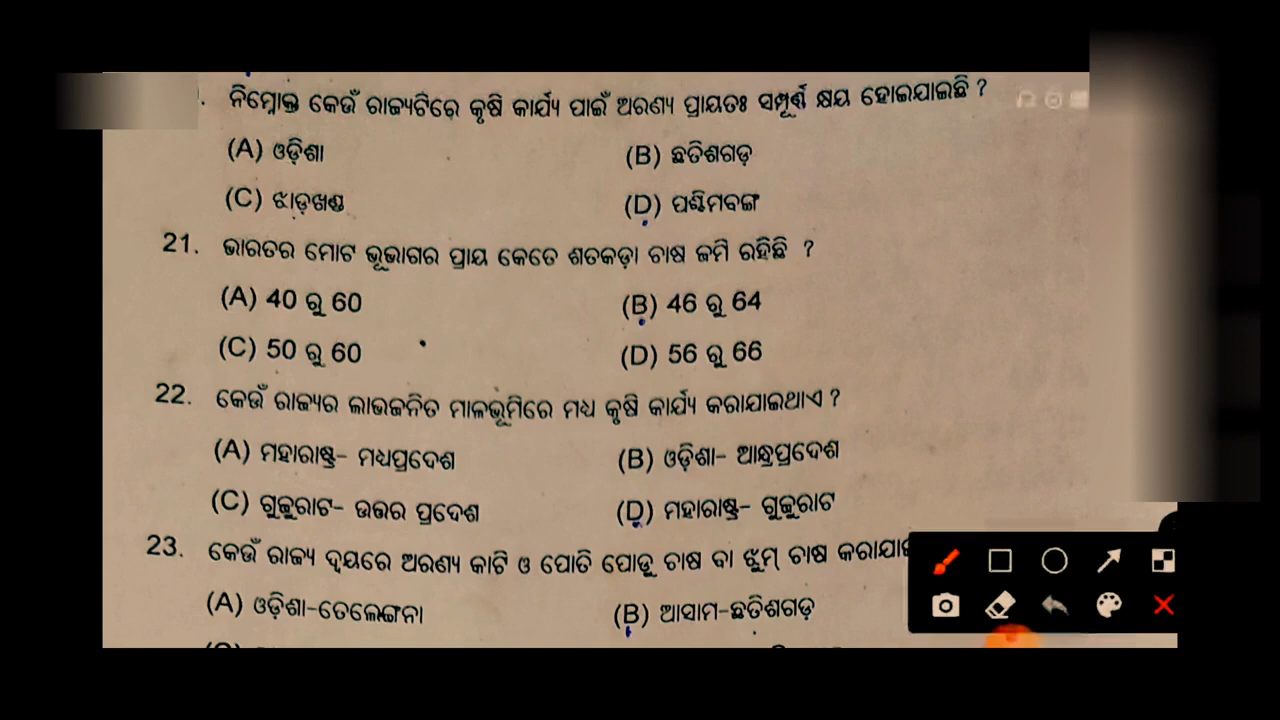 . ନିମ୍ନୋକ୍ତ କେଉଁ ରାଜ୍ୟଟିରେ କୃଷି କାର୍ଯ୍ୟ ପାଇଁ ଅରଣ୍ୟ ପ୍ରାୟତଃ ସମ୍ପୂର୍ଣ୍ଣ କ୍ଷୟ ହୋଇଯାଇଛି ?
(A) ଓଡ଼ିଶା (B) ଛତିଶଗଡ଼
(C) ଝାଡ଼ଖଣ୍ଡ (D) ପଶ୍ଚିମବଙ୍ଗ
21. ଭାରତର ମୋଟ ଭୂଭାଗର ପ୍ରାୟ କେତେ ଶତକଡ଼ା ଚାଷ ଜମି ରହିଛି ?
(A) 40 ରୁ 60 (B) 46 ରୁ 64
(C) 50 ରୁ 60 (D) 56 ରୁ 66
22. କେଉଁ ରାଜ୍ୟର ଲାଭଜନିତ ମାଳଭୂମିରେ ମଧ୍ୟ କୃଷି କାର୍ଯ୍ୟ କରାଯାଇଥାଏ ?
(A) ମହାରାଷ୍ଟ୍ର- ମଧ୍ୟପ୍ରଦେଶ (B) ଓଡ଼ିଶା- ଆନ୍ଧ୍ରପ୍ରଦେଶ
(C) ଗୁଜୁରାଟ- ଉତ୍ତର ପ୍ରଦେଶ (D) ମହାରାଷ୍ଟ୍ର- ଗୁଜୁରାଟ
23. କେଉଁ ରାଜ୍ୟ ଦ୍ୱୟରେ ଅରଣ୍ୟ କାଟି ଓ ପୋତି ପୋଡୁ ଚାଷ ବା ଝୁମ୍ ଚାଷ
(A) ଓଡ଼ିଶା-ତେଲେଙ୍ଗାନା (B) ଆସାମ-ଛତିଶଗଡ଼